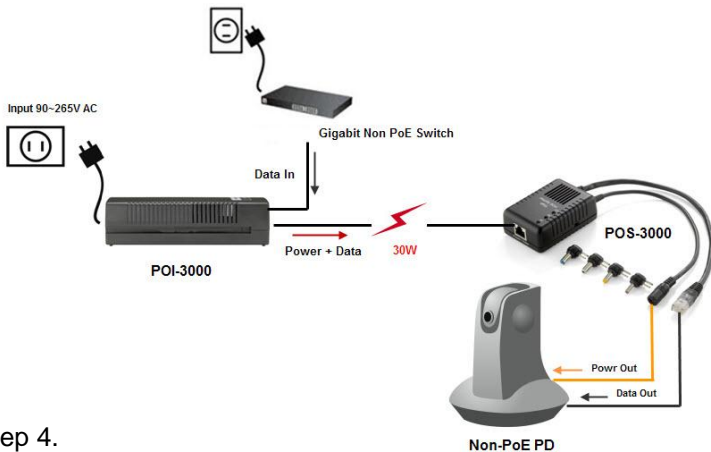 Input 90~265V AC
Gigabit Non PoE Switch
Data In
POI-3000
Power + Data
30W
POS-3000
Powr Out
Data Out
Non-PoE PD
ep 4.